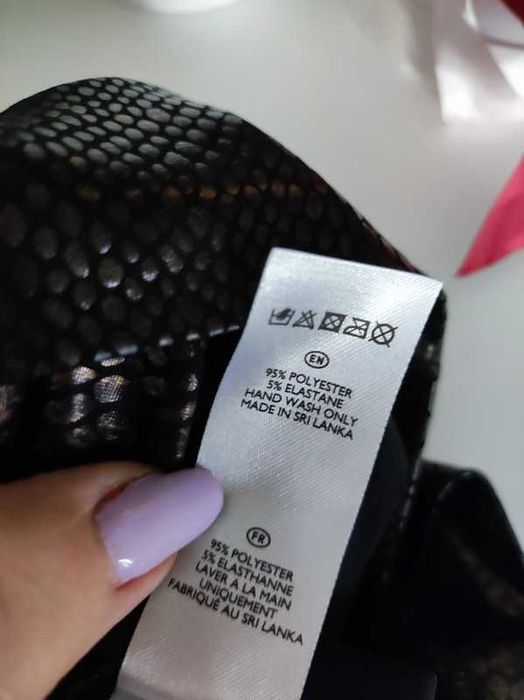 EN
95% POLYESTER
5% ELASTANE
HAND WASH ONLY
MADE IN SRI LANKA
FR
95% POLYESTER
5% ELASTHANNE
LAVER A LA MAIN
UNIQUEMENT
FABRIQUÉ AU SRI LANKA